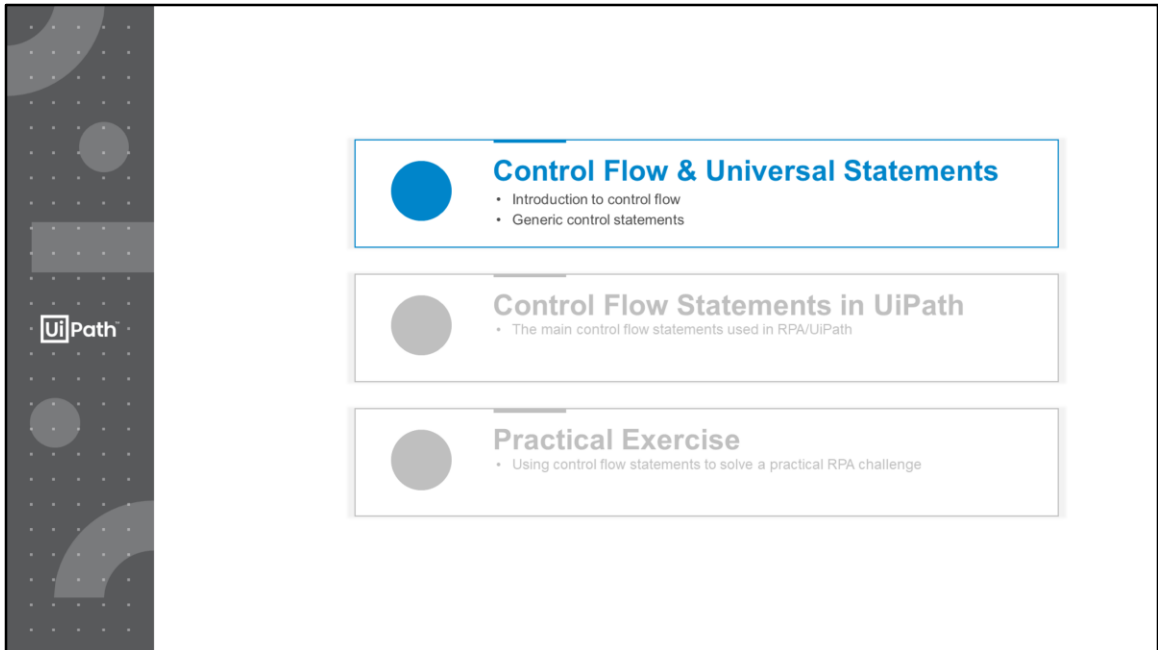 UiPath™
Control Flow & Universal Statements
• Introduction to control flow
• Generic control statements
Control Flow Statements in UiPath
• The main control flow statements used in RPA/UiPath
Practical Exercise
• Using control flow statements to solve a practical RPA challenge